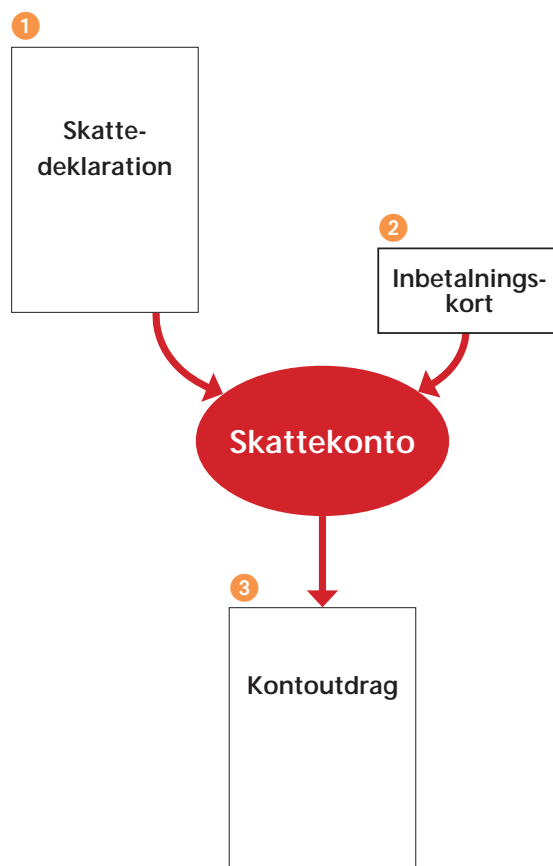 1
Skatte-
deklaration
2
Inbetalnings-
kort
Skattekonto
3
Kontoutdrag